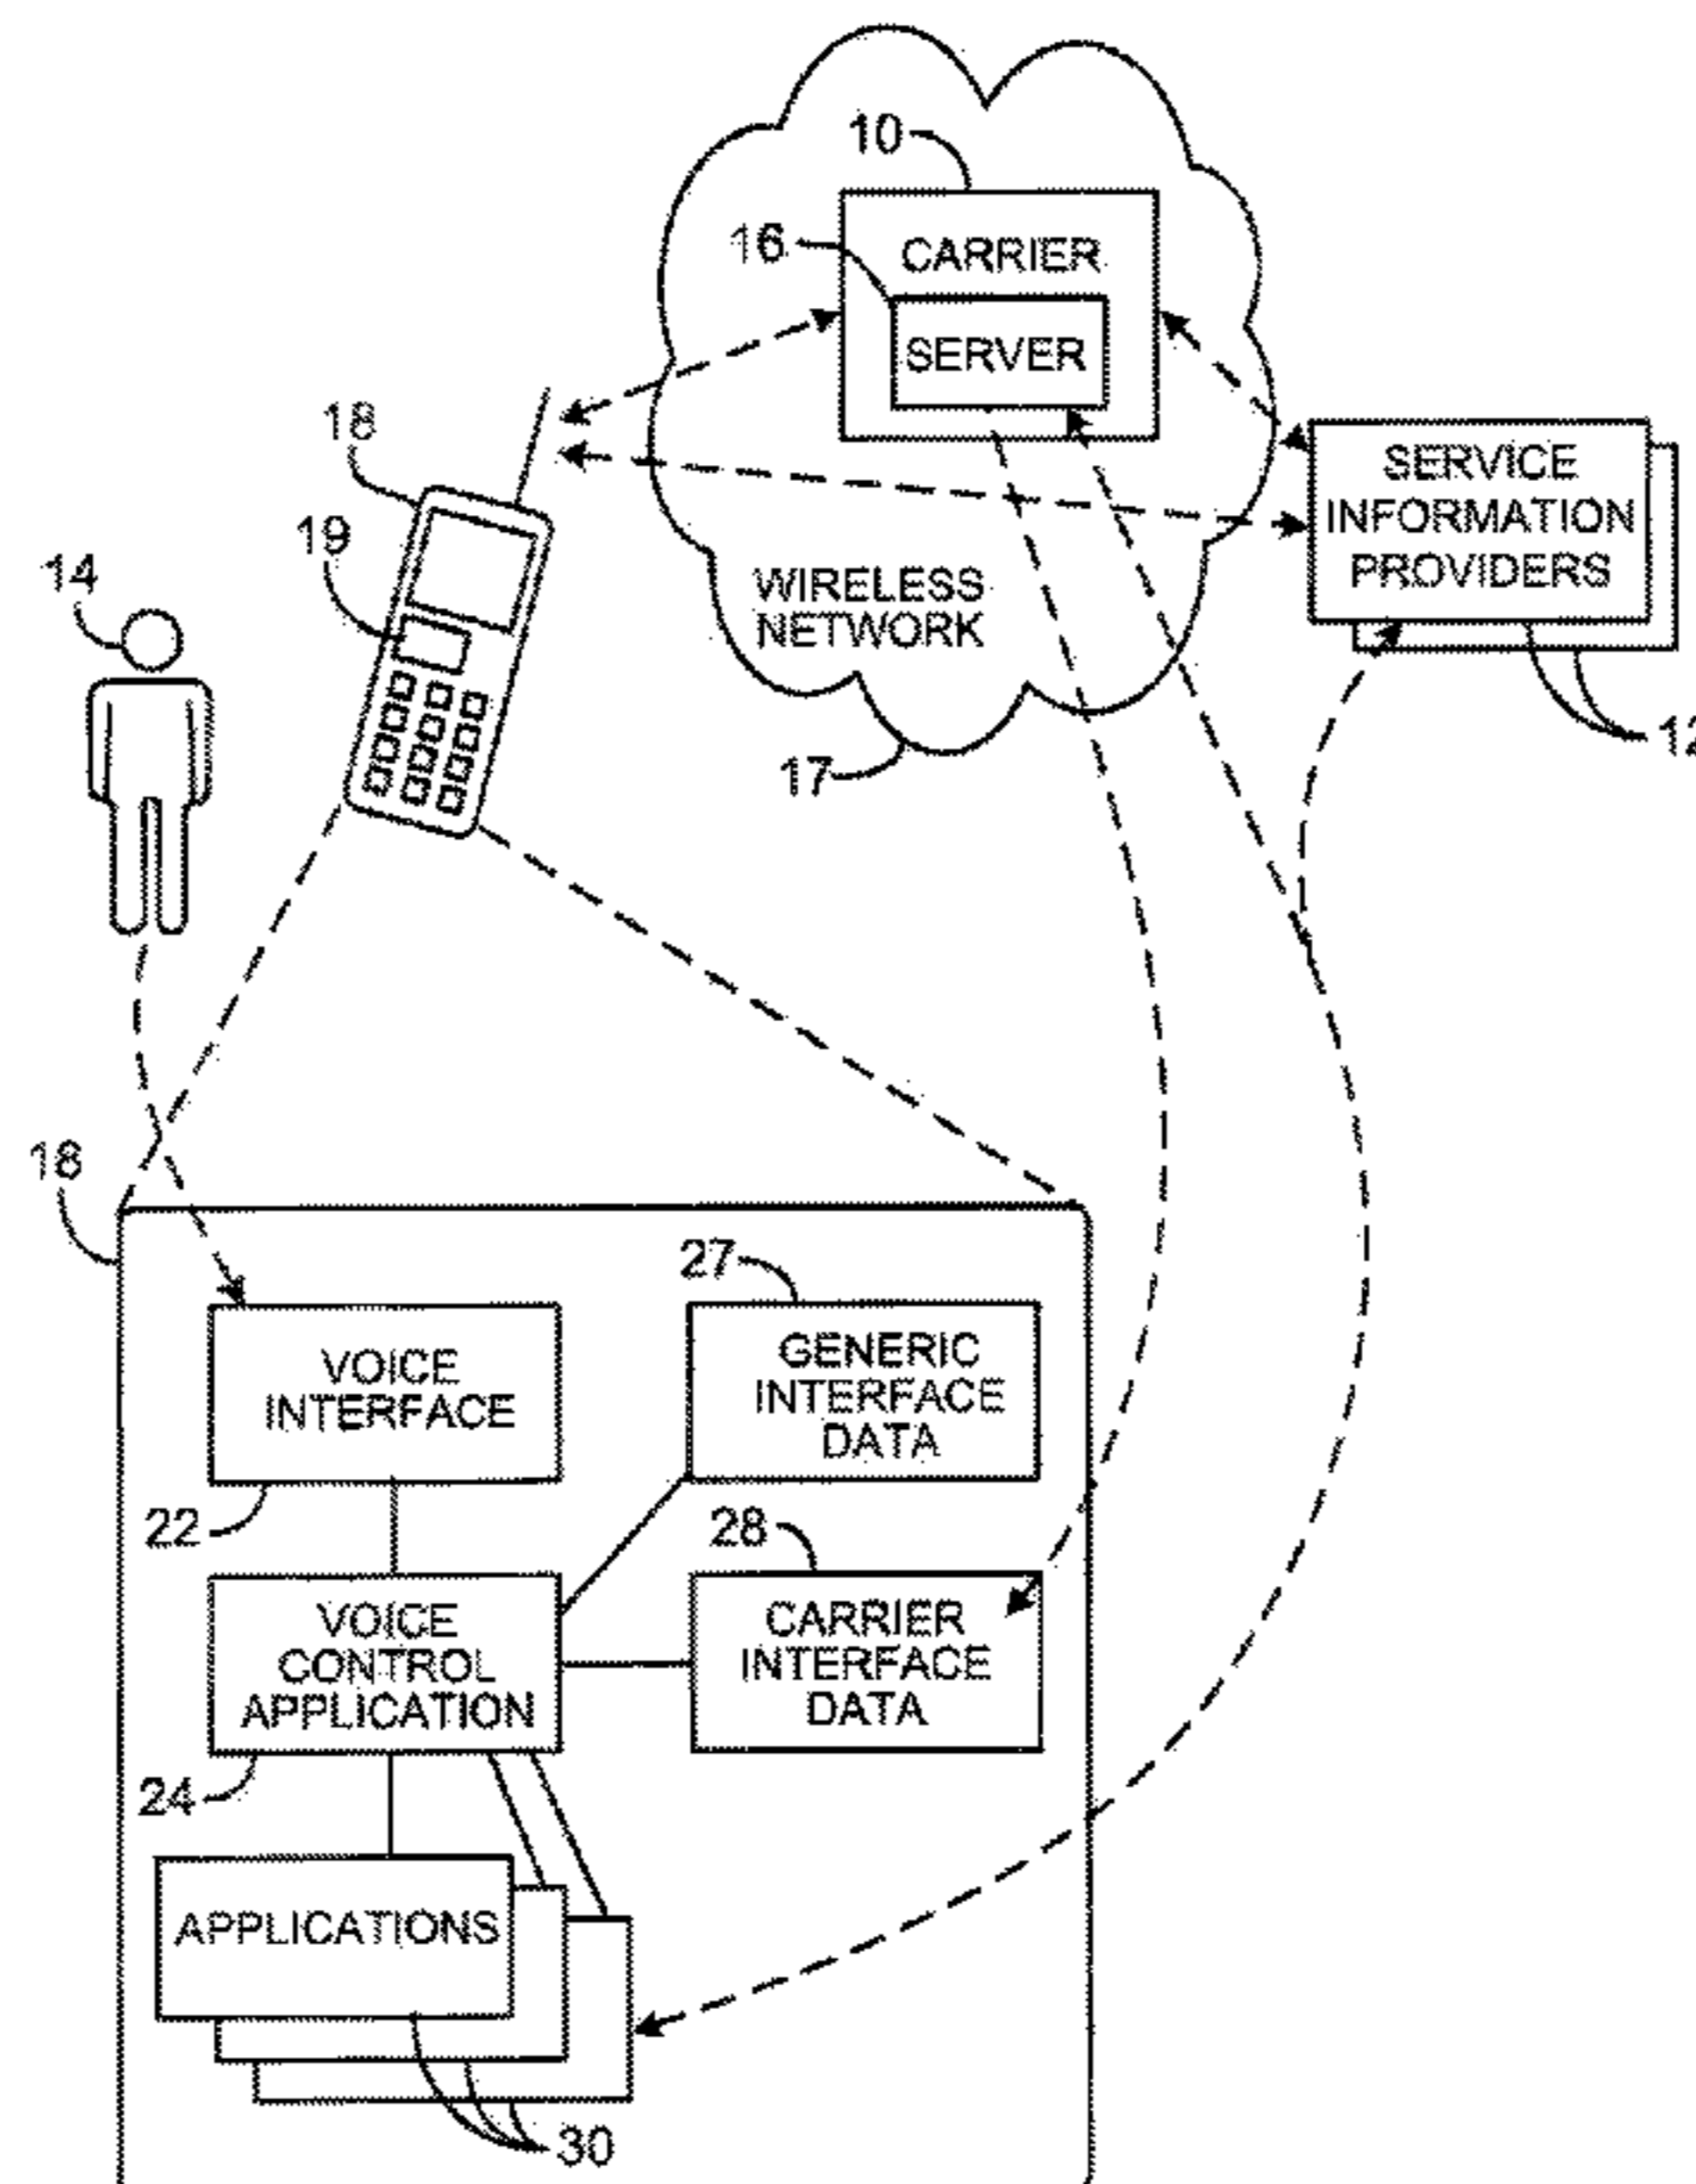 10
16
CARRIER
SERVER
18
SERVICE
INFORMATION
PROVIDERS
19
14
WIRELESS
NETWORK
12
17
18
27
VOICE
INTERFACE
GENERIC
INTERFACE
DATA
22
28
VOICE
CONTROL
APPLICATION
CARRIER
INTERFACE
DATA
24
APPLICATIONS
30